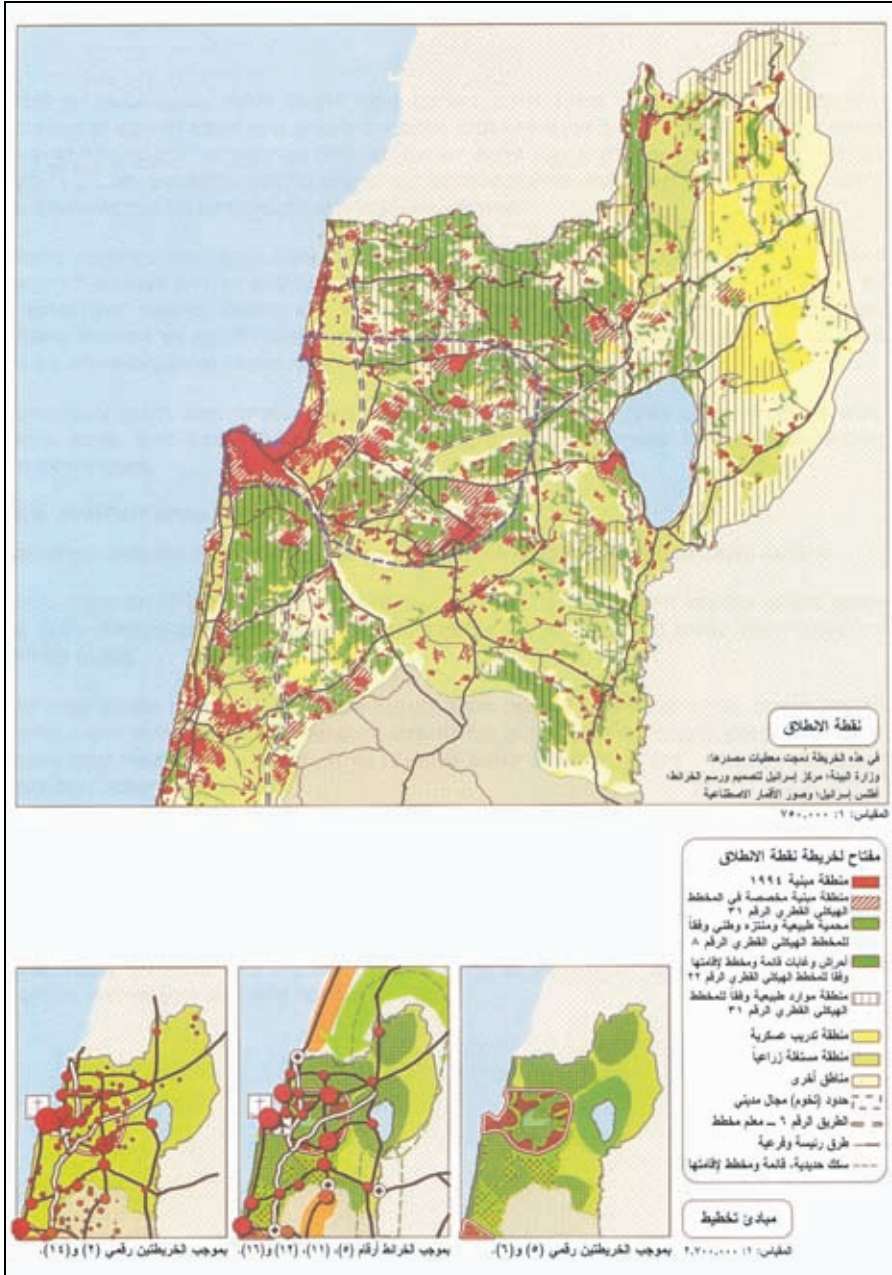 نقطة الانطلاق
في هذه الخريطة دُمجت معطيات مصدرها:
وزارة البيئة؛ مركز إسرائيل لتصميم ورسم الخرائط؛
أطلس إسرائيل؛ وصور الأقمار الاصطناعية
المقياس: ١: ٧٥٠,٠٠٠
مفتاح لخريطة نقطة الانطلاق
منطقة مبنية ١٩٩٤
منطقة مبنية مخصصة في المخطط
الهيكلي القطري الرقم ٣١
محمية طبيعية ومنتزه وطني وفقاً
للمخطط الهيكلي القطري الرقم ٨
أحراش وغابات قائمة ومخطط لإقامتها
وفقاً للمخطط الهيكلي القطري الرقم ٢٢
منطقة موارد طبيعية وفقاً للمخطط
الهيكلي القطري الرقم ٣١
منطقة تدريب عسكرية
منطقة مستغلة زراعياً
مناطق أخرى
حدود (تخوم) مجال مديني
الطريق الرقم ٦ ــ معلم مخطط
طرق رئيسة وفرعية
سكك حديدية، قائمة ومخطط لإقامتها
مبادئ تخطيط
المقياس: ١: ٢,٧٠٠,٠٠٠
بموجب الخريطتين رقمي (٥) و(٦).
بموجب الخرائط أرقام (٥)، (١١)، (١٢) و(١٦).
بموجب الخريطتين رقمي (٢) و(١٤).